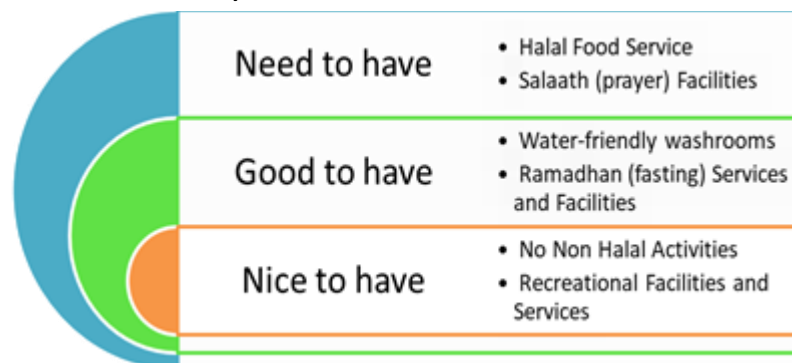 Need to have
• Halal Food Service
• Salaath (prayer) Facilities
Good to have
• Water-friendly washrooms
• Ramadhan (fasting) Services
and Facilities
Nice to have
• No Non Halal Activities
• Recreational Facilities and
Services